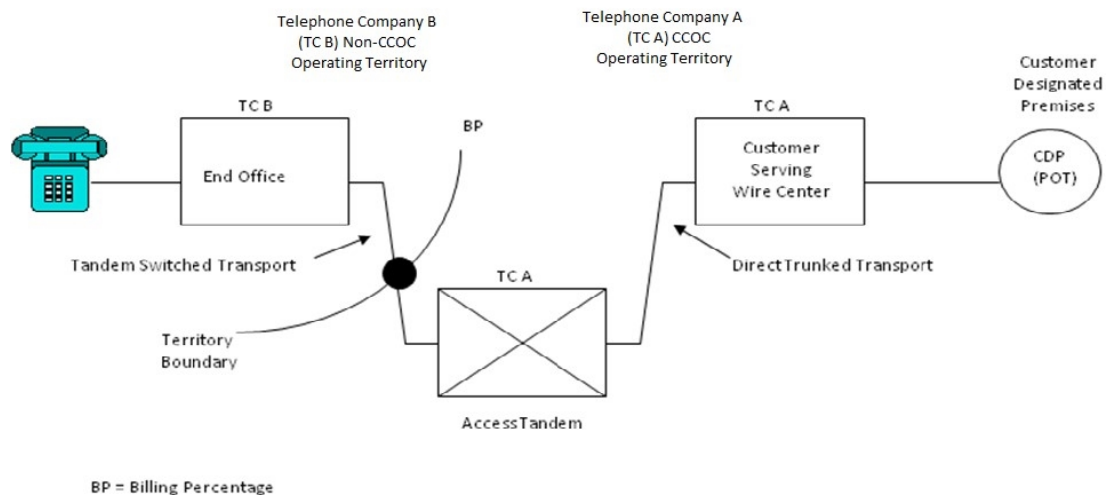 Telephone Company B
(TC B) Non-CCOC
Operating Territory
Telephone Company A
(TC A) CCOC
Operating Territory
Customer
Designated
Premises
TC B
BP
TC A
End Office
Customer
Serving
Wire Center
CDP
(POT)
Tandem Switched Transport
TC A
Direct Trunked Transport
Territory
Boundary
Access Tandem
BP = Billing Percentage